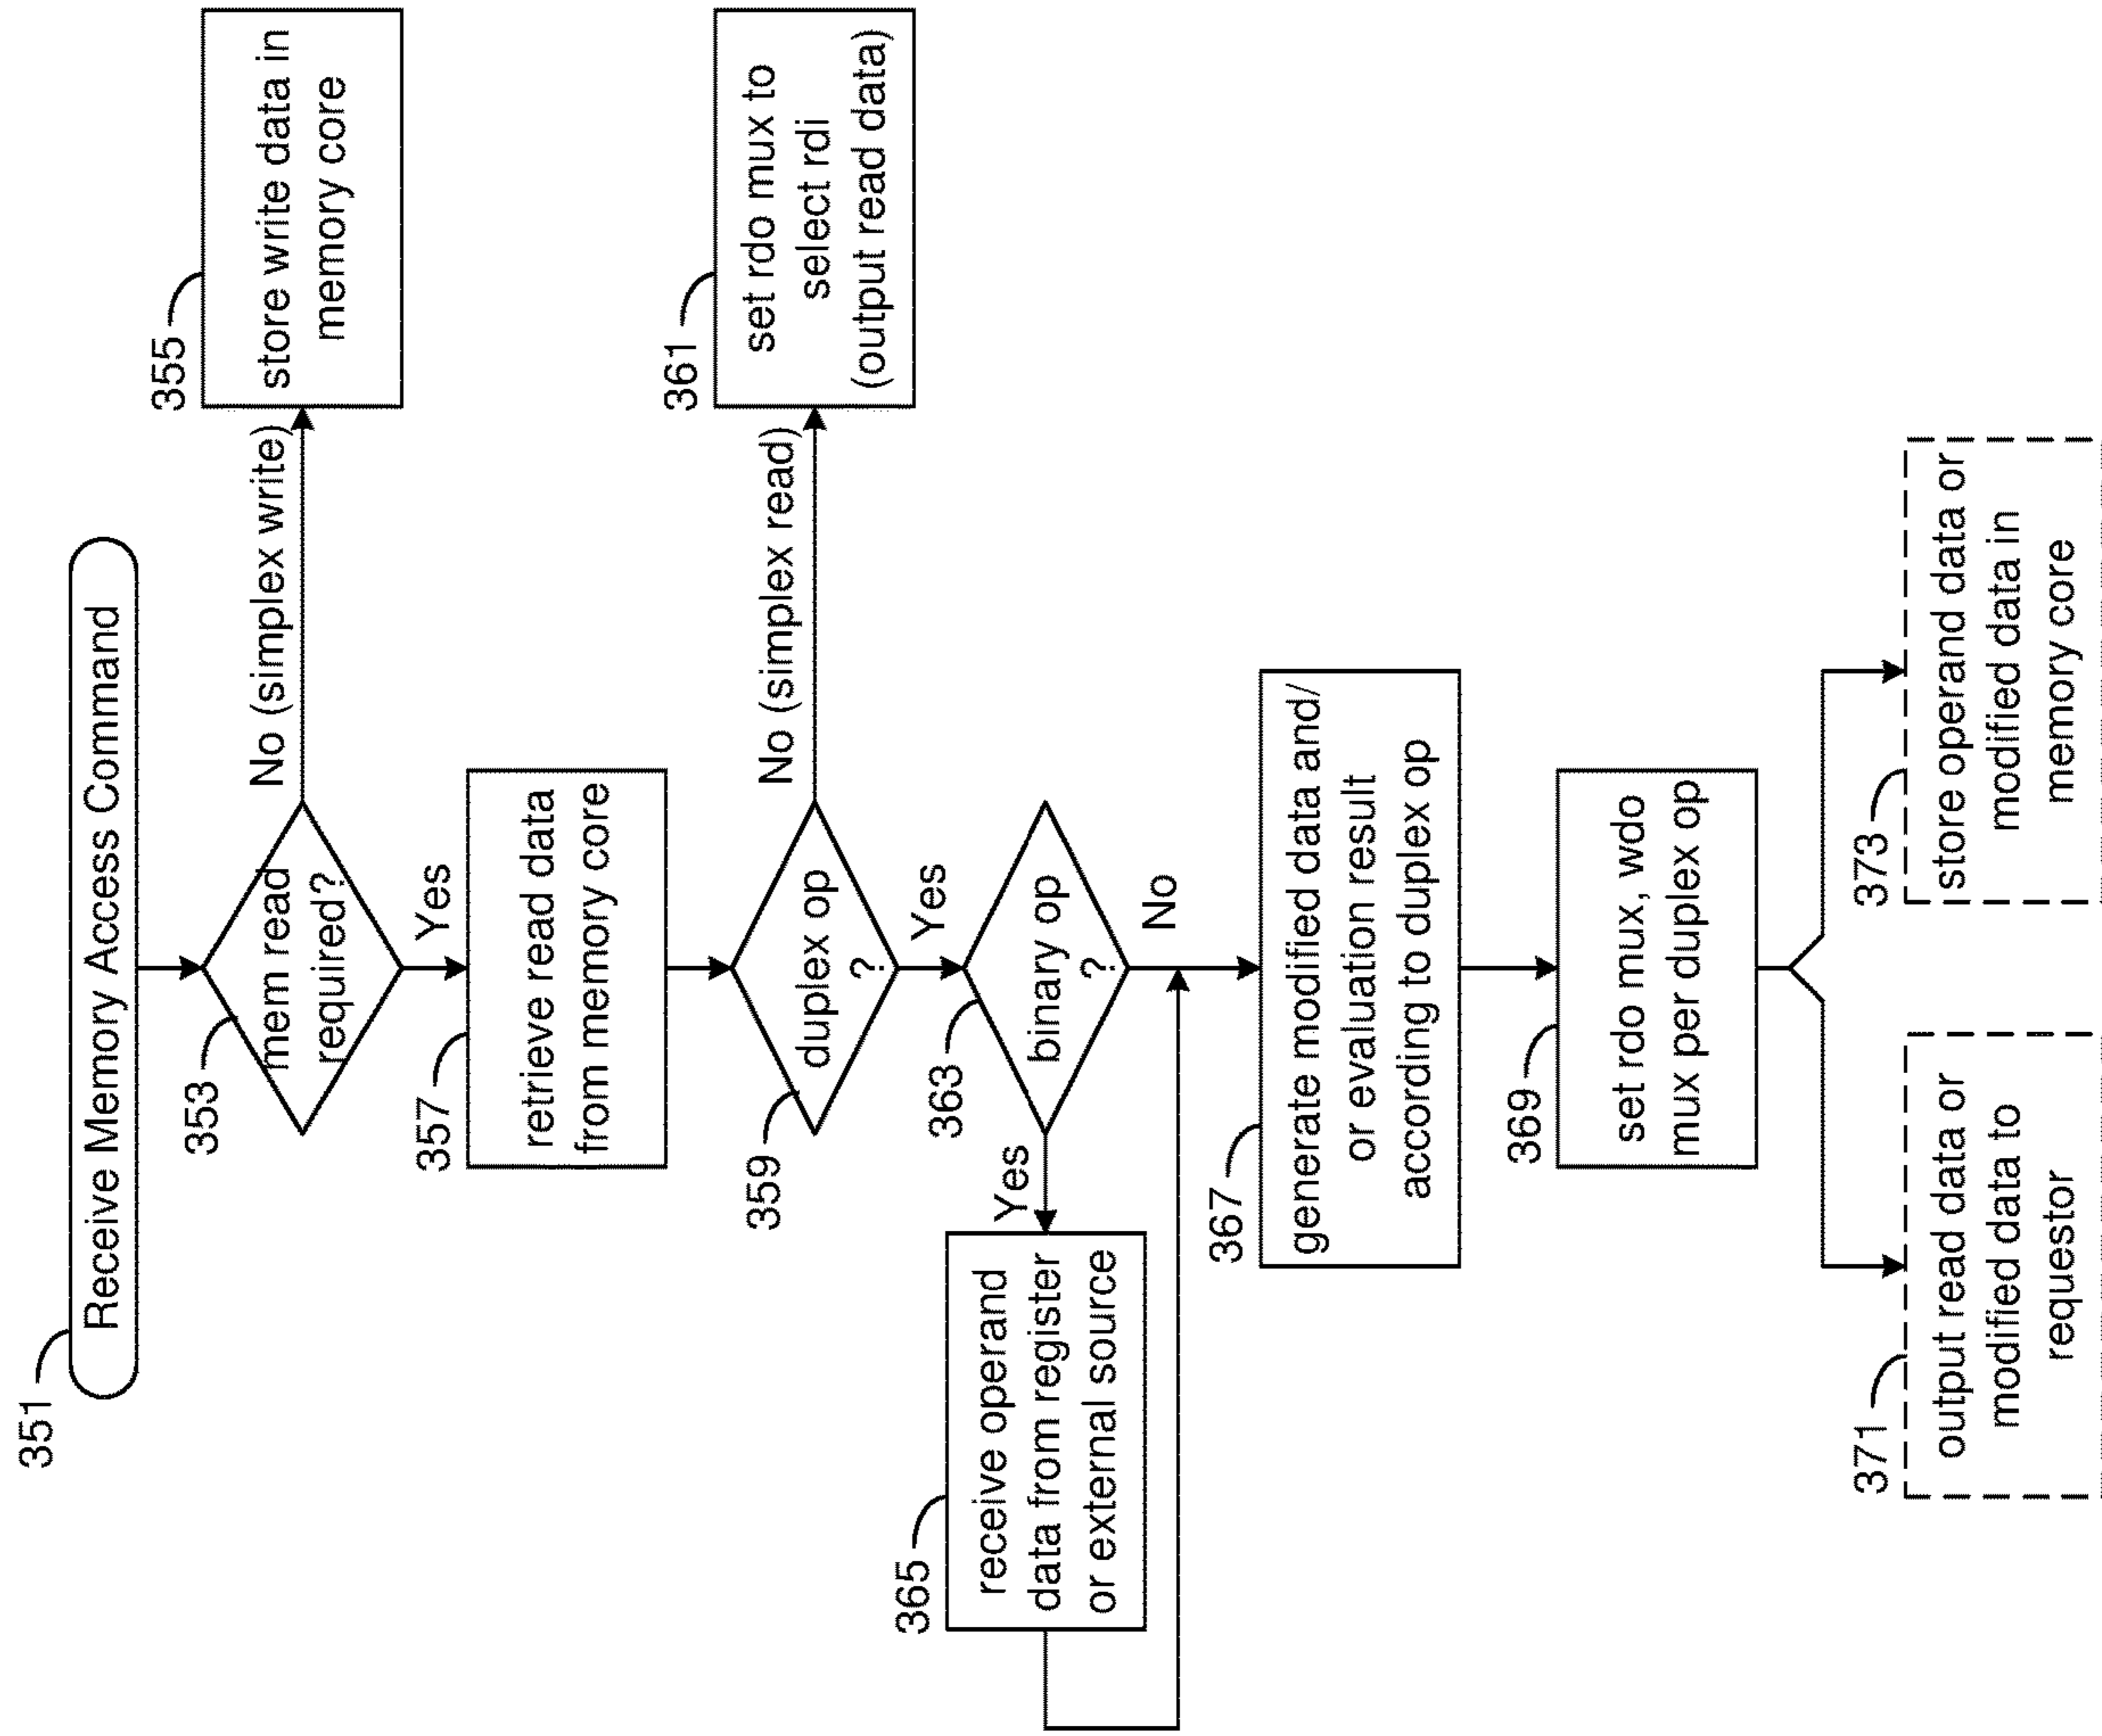 351
Receive Memory Access Command
353
mem read
required?
No (simplex write)
355
store write data in
memory core
Yes
357
retrieve read data
from memory core
359
duplex op
?
No (simplex read)
361
set rdo mux to
select rdi
(output read data)
Yes
363
binary op
?
Yes
365
receive operand
data from register
or external source
No
367
generate modified data and/
or evaluation result
according to duplex op
369
set rdo mux, wdo
mux per duplex op
371
output read data or
modified data to
requestor
373
store operand data or
modified data in
memory core